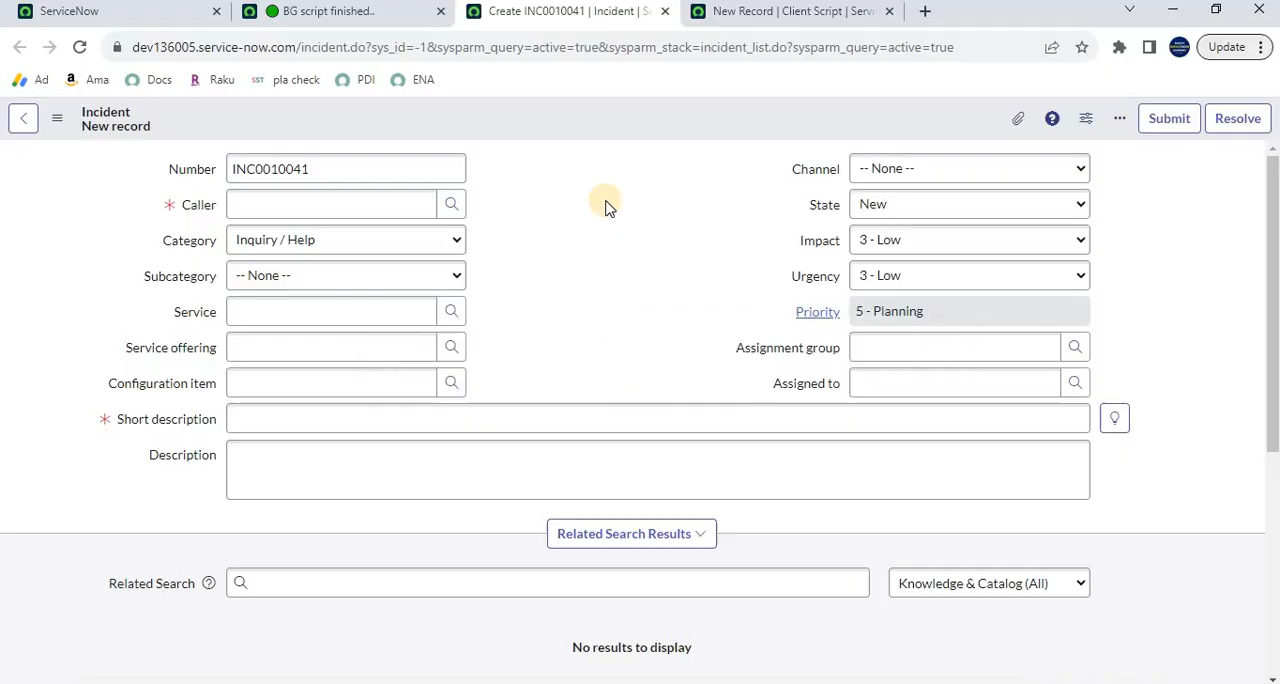 ServiceNow
BG script finished..
Create INC0010041 | Incident | S
New Record | Client Script | Serv
dev136005.service-now.com/incident.do?sys_id=-1&sysparm_query=active=true&sysparm_stack=incident_list.do?sysparm_query=active=true
Update
Ad
Ama
Docs
R Raku
SST pla check
PDI
ENA
Incident
New record
Submit
Resolve
Number
INC0010041
Channel
-- None --
* Caller
State
New
Category
Inquiry / Help
Impact
3 - Low
Subcategory
-- None --
Urgency
3 - Low
Service
Priority
5 - Planning
Service offering
Assignment group
Configuration item
Assigned to
* Short description
Description
Related Search Results
Related Search
Knowledge & Catalog (All)
No results to display